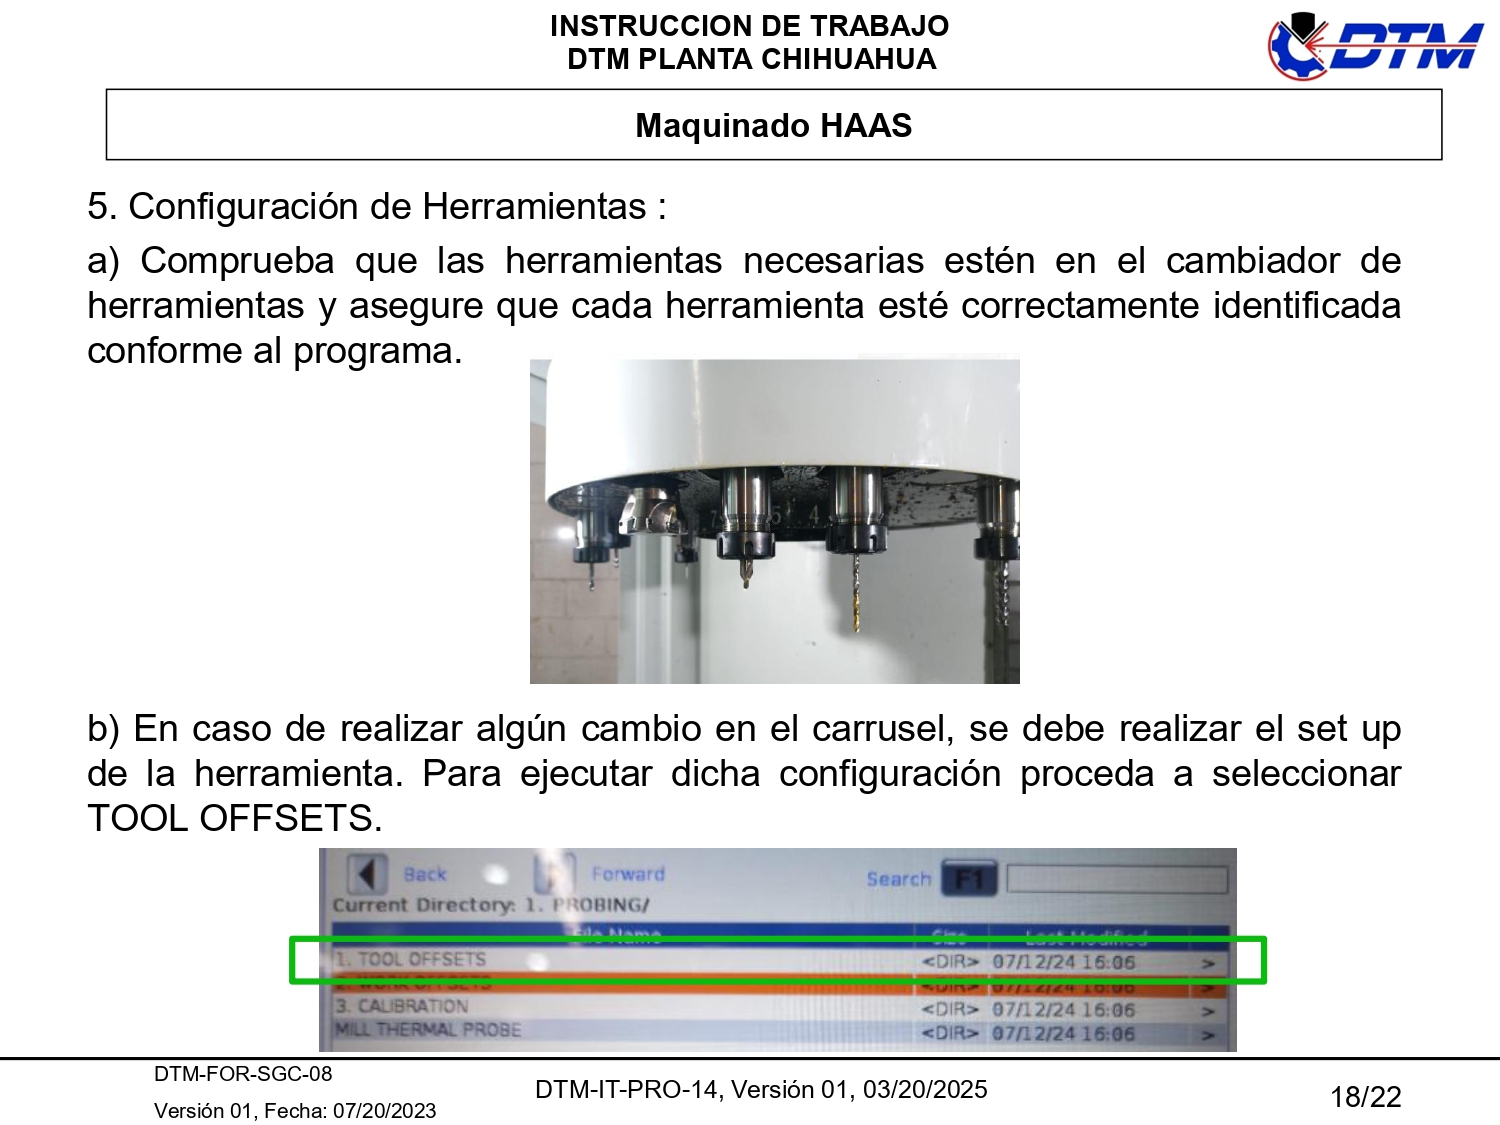 INSTRUCCION DE TRABAJO
DTM PLANTA CHIHUAHUA
DTM
Maquinado HAAS
5. Configuración de Herramientas :
a) Comprueba que las herramientas necesarias estén en el cambiador de
herramientas y asegure que cada herramienta esté correctamente identificada
conforme al programa.
7 5 4
b) En caso de realizar algún cambio en el carrusel, se debe realizar el set up
de la herramienta. Para ejecutar dicha configuración proceda a seleccionar
TOOL OFFSETS.
Back Forward Search F1
Current Directory: 1. PROBING/
File Name Size Last Modified
1. TOOL OFFSETS <DIR> 07/12/24 16:06 >
2. WORK OFFSETS <DIR> 07/12/24 16:06 >
3. CALIBRATION <DIR> 07/12/24 16:06 >
MILL THERMAL PROBE <DIR> 07/12/24 16:06 >
DTM-FOR-SGC-08
Versión 01, Fecha: 07/20/2023
DTM-IT-PRO-14, Versión 01, 03/20/2025
18/22